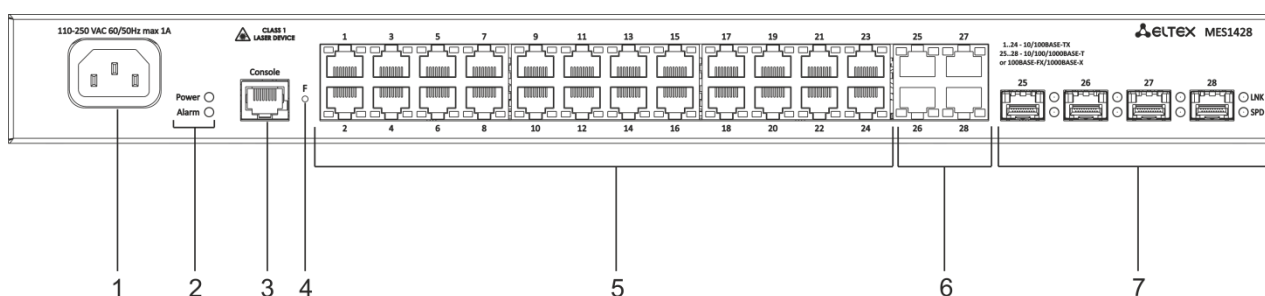 110-250 VAC 60/50Hz max 1A
CLASS 1
LASER DEVICE
ELTEX MES1428
1..24 - 10/100BASE-TX
25..28 - 10/100/1000BASE-T
or 100BASE-FX/1000BASE-X
Console
F
Power
Alarm
1 3 5 7 9 11 13 15 17 19 21 23 25 27
25 26 27 28 LNK
SPD
2 4 6 8 10 12 14 16 18 20 22 24 26 28
1 2 3 4 5 6 7